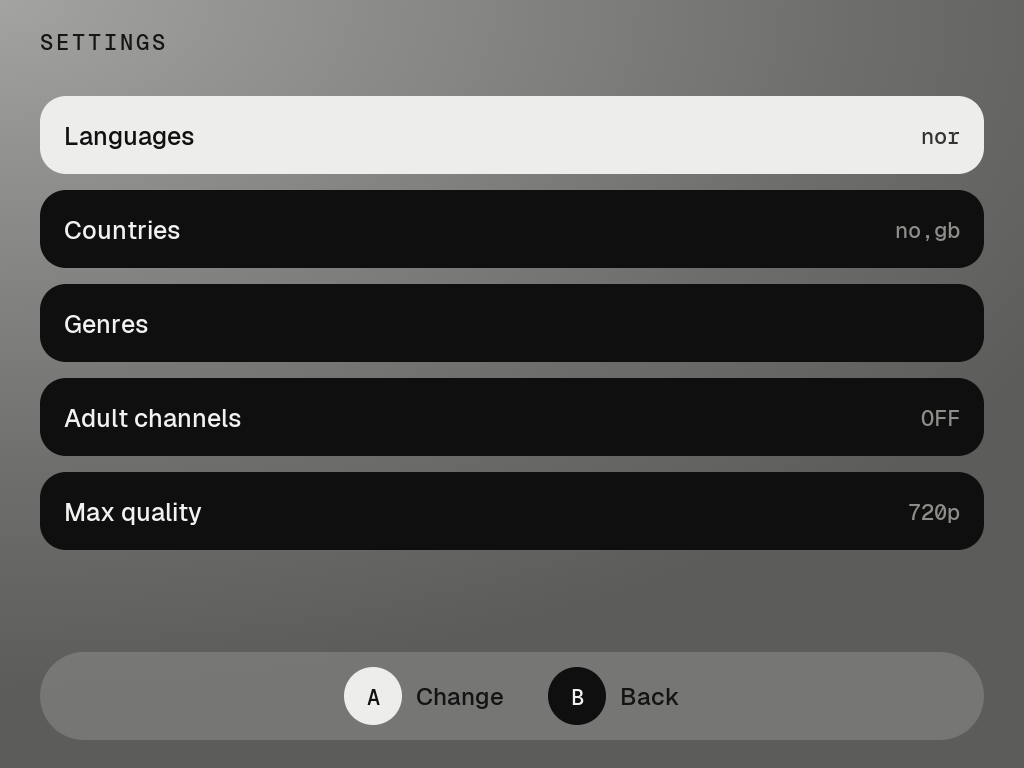 SETTINGS
Languages nor
Countries no,gb
Genres
Adult channels OFF
Max quality 720p
A Change B Back